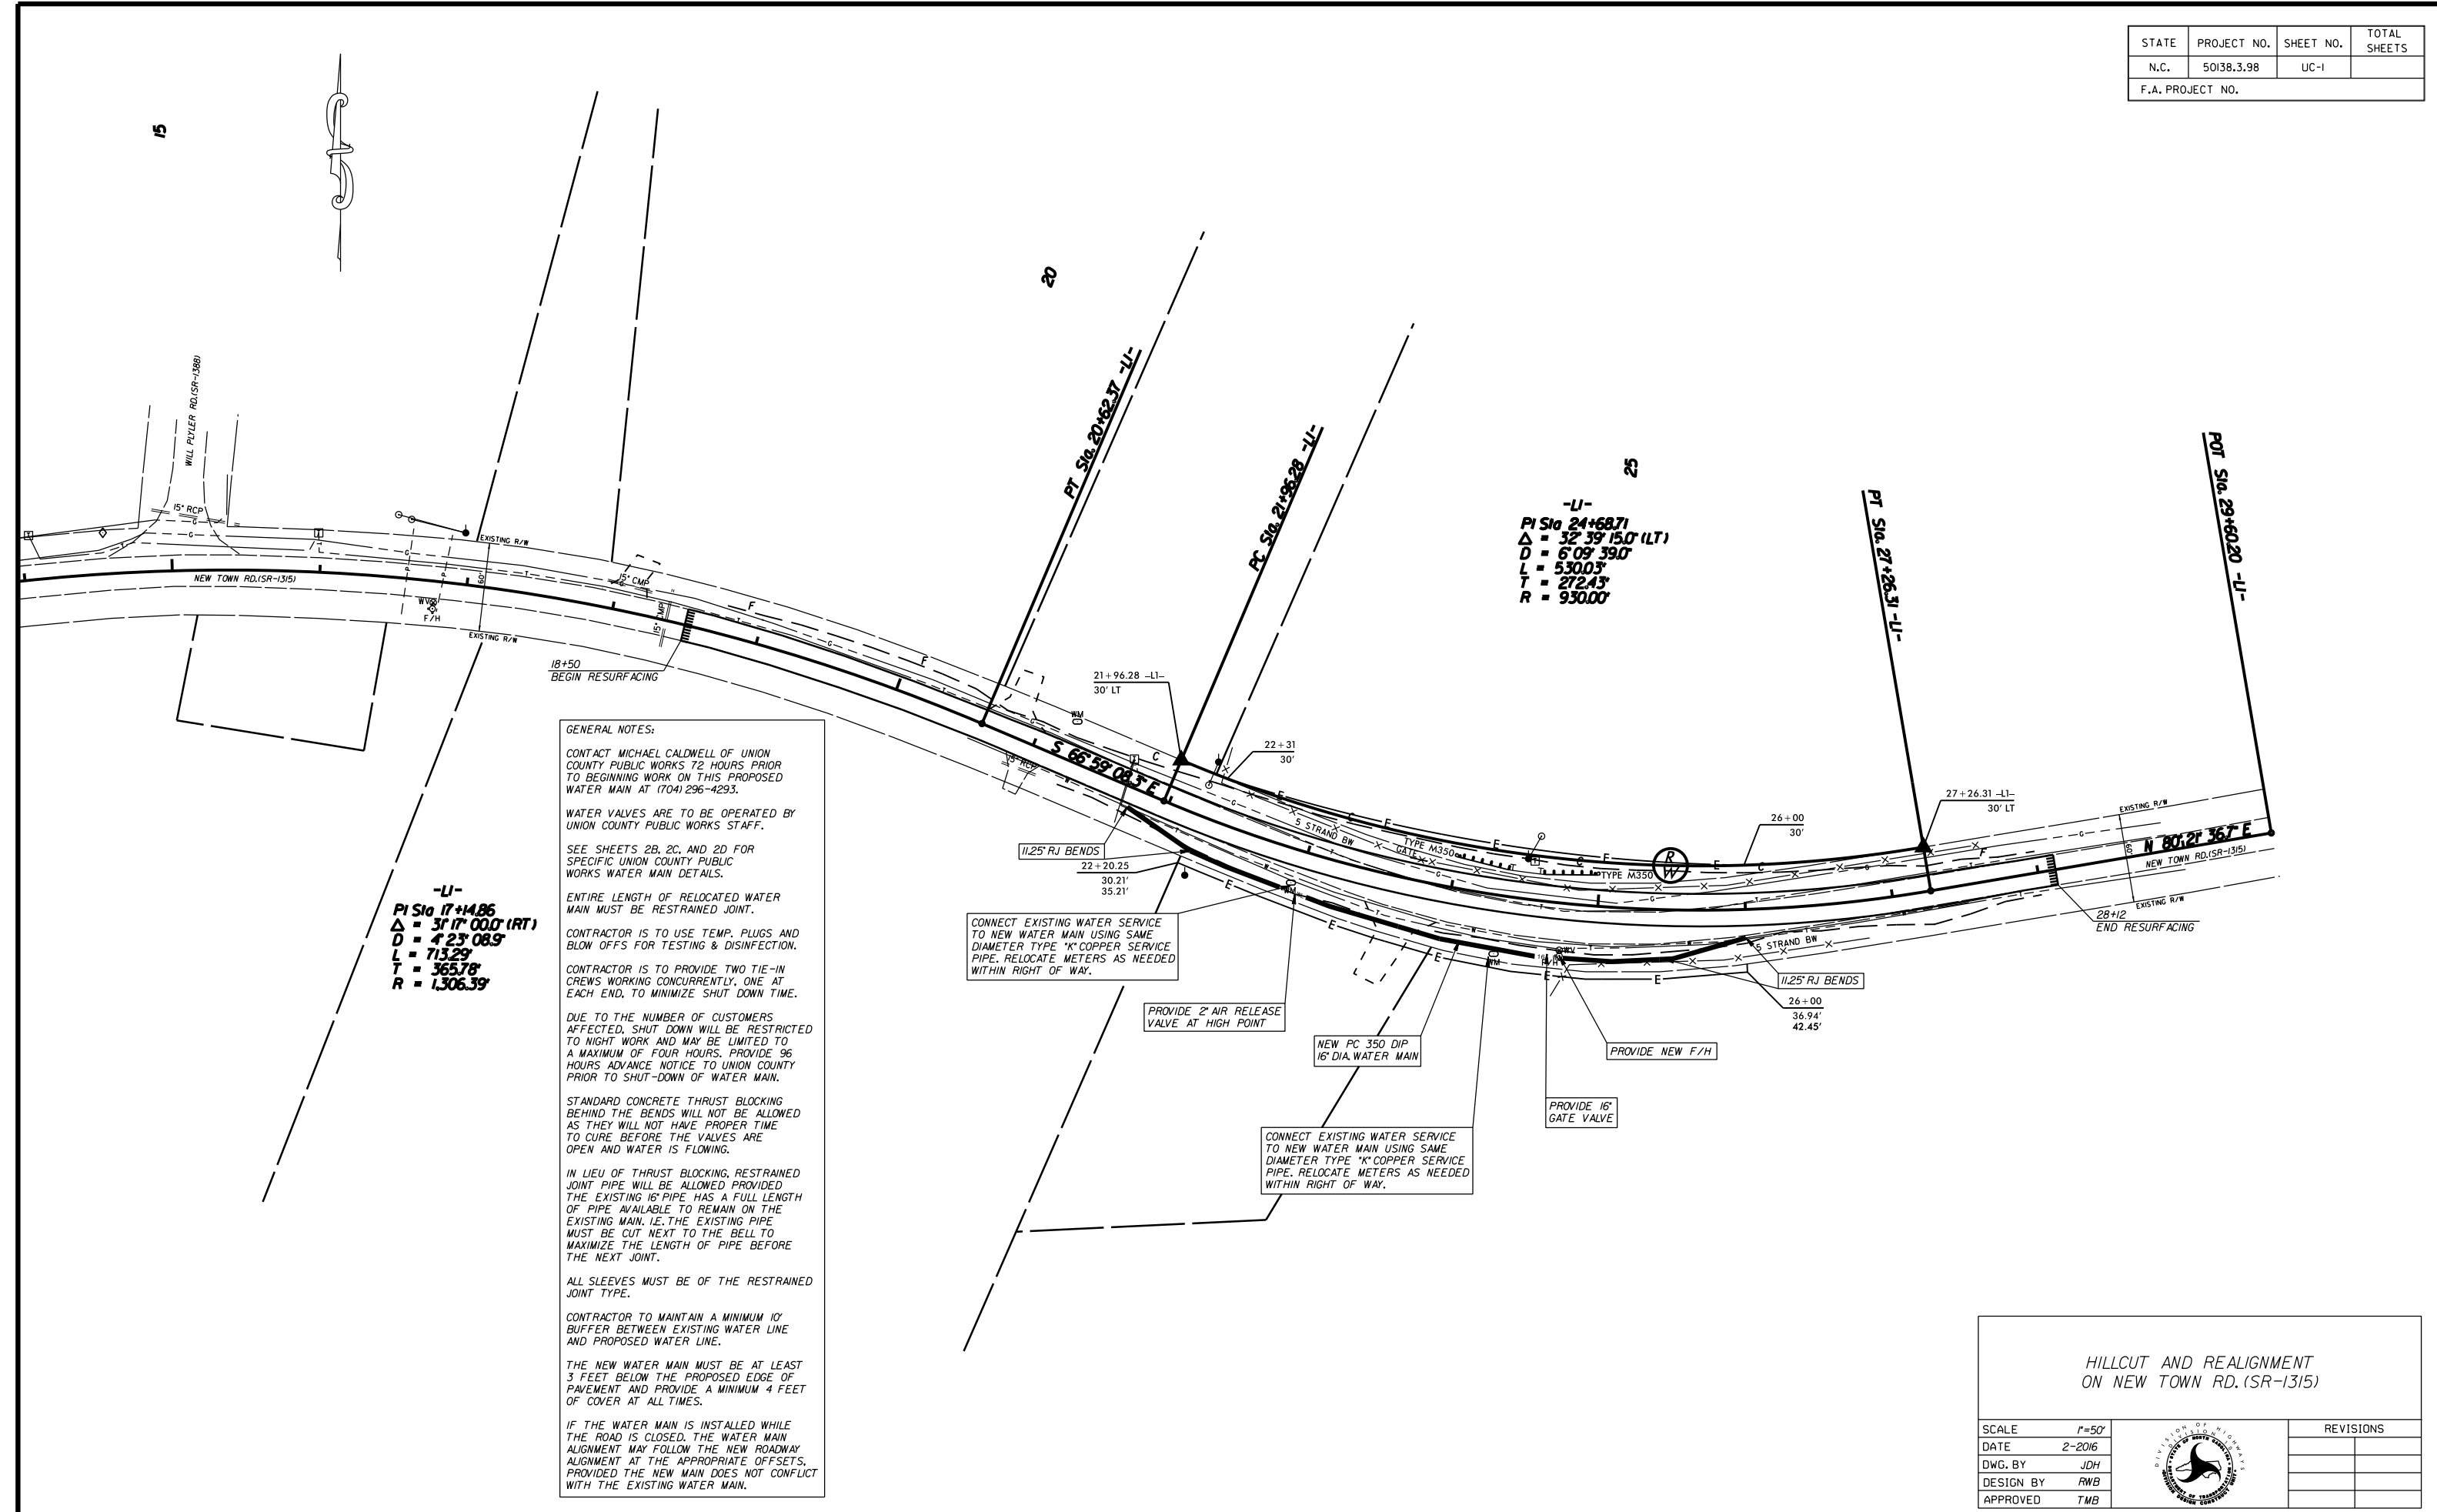 STATE PROJECT NO. SHEET NO. TOTAL SHEETS
N.C. 50138.3.98 UC-1
F.A. PROJECT NO.
15
20
25
WILL PLYLER RD.(SR-1388)
15" RCP
EXISTING R/W
NEW TOWN RD.(SR-1315)
60'
WV
F/H
EXISTING R/W
15" CMP
15" CMP
18+50
BEGIN RESURFACING
PT Sta. 20+62.37 -L1-
PC Sta. 21+96.28 -L1-
21+96.28 -L1-
30' LT
WM
22+31
30'
S 66° 59' 08.3" E
15" RCP
-L1-
PI Sta 24+68.71
Δ = 32° 39' 15.0" (LT)
D = 6° 09' 39.0"
L = 530.03'
T = 272.43'
R = 930.00'
PT Sta. 27+26.31 -L1-
POT Sta. 29+60.20 -L1-
27+26.31 -L1-
30' LT
26+00
30'
5 STRAND BW
GATE
TYPE M350
TYPE M350
R/W
EXISTING R/W
N 80° 21' 36.7" E
NEW TOWN RD.(SR-1315)
60'
EXISTING R/W
28+12
END RESURFACING
5 STRAND BW
11.25° RJ BENDS
22+20.25
30.21'
35.21'
WM
11.25° RJ BENDS
26+00
36.94'
42.45'
WV
F/H
WM
CONNECT EXISTING WATER SERVICE
TO NEW WATER MAIN USING SAME
DIAMETER TYPE "K" COPPER SERVICE
PIPE. RELOCATE METERS AS NEEDED
WITHIN RIGHT OF WAY.
PROVIDE 2" AIR RELEASE
VALVE AT HIGH POINT
NEW PC 350 DIP
16" DIA. WATER MAIN
PROVIDE NEW F/H
PROVIDE 16"
GATE VALVE
CONNECT EXISTING WATER SERVICE
TO NEW WATER MAIN USING SAME
DIAMETER TYPE "K" COPPER SERVICE
PIPE. RELOCATE METERS AS NEEDED
WITHIN RIGHT OF WAY.
-L1-
PI Sta 17+14.86
Δ = 31° 17' 00.0" (RT)
D = 4° 23' 08.9"
L = 713.29'
T = 365.78'
R = 1,306.39'
GENERAL NOTES:
CONTACT MICHAEL CALDWELL OF UNION
COUNTY PUBLIC WORKS 72 HOURS PRIOR
TO BEGINNING WORK ON THIS PROPOSED
WATER MAIN AT (704) 296-4293.
WATER VALVES ARE TO BE OPERATED BY
UNION COUNTY PUBLIC WORKS STAFF.
SEE SHEETS 2B, 2C, AND 2D FOR
SPECIFIC UNION COUNTY PUBLIC
WORKS WATER MAIN DETAILS.
ENTIRE LENGTH OF RELOCATED WATER
MAIN MUST BE RESTRAINED JOINT.
CONTRACTOR IS TO USE TEMP. PLUGS AND
BLOW OFFS FOR TESTING & DISINFECTION.
CONTRACTOR IS TO PROVIDE TWO TIE-IN
CREWS WORKING CONCURRENTLY, ONE AT
EACH END, TO MINIMIZE SHUT DOWN TIME.
DUE TO THE NUMBER OF CUSTOMERS
AFFECTED, SHUT DOWN WILL BE RESTRICTED
TO NIGHT WORK AND MAY BE LIMITED TO
A MAXIMUM OF FOUR HOURS. PROVIDE 96
HOURS ADVANCE NOTICE TO UNION COUNTY
PRIOR TO SHUT-DOWN OF WATER MAIN.
STANDARD CONCRETE THRUST BLOCKING
BEHIND THE BENDS WILL NOT BE ALLOWED
AS THEY WILL NOT HAVE PROPER TIME
TO CURE BEFORE THE VALVES ARE
OPEN AND WATER IS FLOWING.
IN LIEU OF THRUST BLOCKING, RESTRAINED
JOINT PIPE WILL BE ALLOWED PROVIDED
THE EXISTING 16" PIPE HAS A FULL LENGTH
OF PIPE AVAILABLE TO REMAIN ON THE
EXISTING MAIN. I.E. THE EXISTING PIPE
MUST BE CUT NEXT TO THE BELL TO
MAXIMIZE THE LENGTH OF PIPE BEFORE
THE NEXT JOINT.
ALL SLEEVES MUST BE OF THE RESTRAINED
JOINT TYPE.
CONTRACTOR TO MAINTAIN A MINIMUM 10'
BUFFER BETWEEN EXISTING WATER LINE
AND PROPOSED WATER LINE.
THE NEW WATER MAIN MUST BE AT LEAST
3 FEET BELOW THE PROPOSED EDGE OF
PAVEMENT AND PROVIDE A MINIMUM 4 FEET
OF COVER AT ALL TIMES.
IF THE WATER MAIN IS INSTALLED WHILE
THE ROAD IS CLOSED, THE WATER MAIN
ALIGNMENT MAY FOLLOW THE NEW ROADWAY
ALIGNMENT AT THE APPROPRIATE OFFSETS,
PROVIDED THE NEW MAIN DOES NOT CONFLICT
WITH THE EXISTING WATER MAIN.
HILLCUT AND REALIGNMENT
ON NEW TOWN RD. (SR-1315)
SCALE 1"=50'
DATE 2-2016
DWG. BY JDH
DESIGN BY RWB
APPROVED TMB
DIVISION OF HIGHWAYS
STATE OF NORTH CAROLINA
REVISIONS